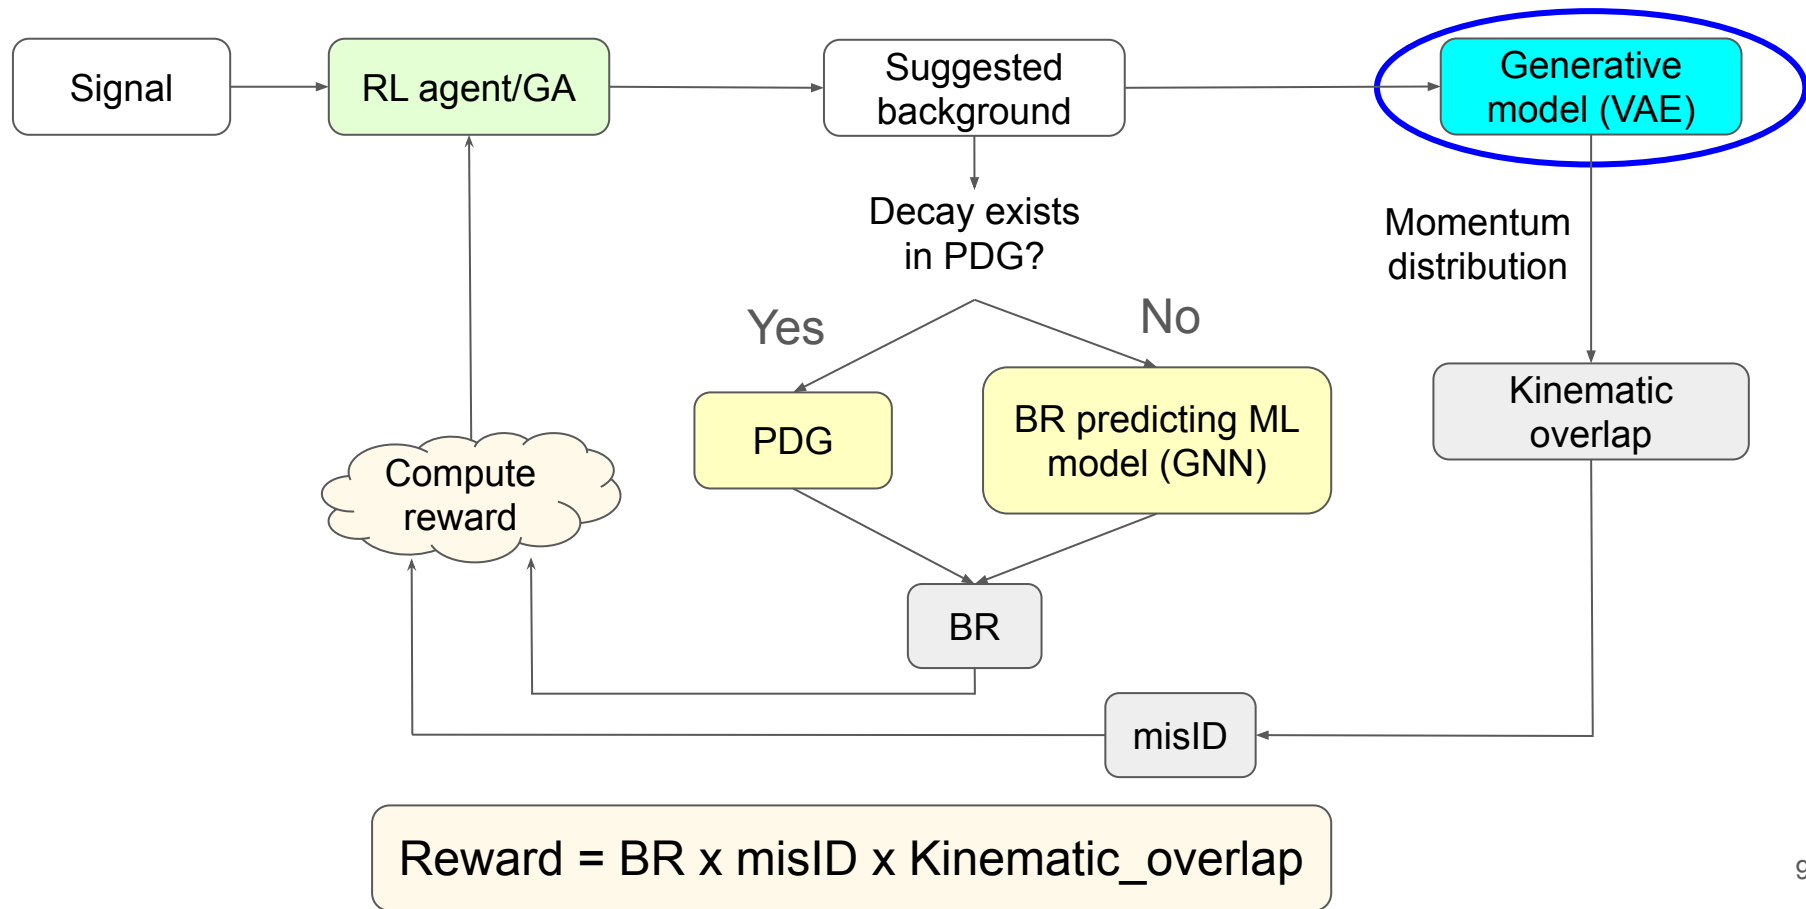 Signal
RL agent/GA
Suggested
background
Generative
model (VAE)
Decay exists
in PDG?
Momentum
distribution
Yes
No
PDG
BR predicting ML
model (GNN)
Kinematic
overlap
Compute
reward
BR
misID
Reward = BR x misID x Kinematic_overlap
9